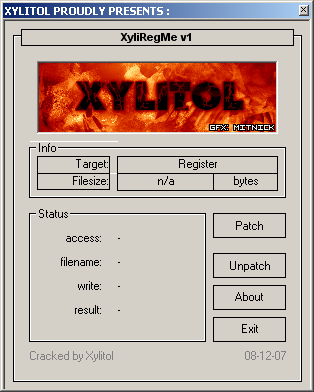 XYLITOL PROUDLY PRESENTS :
XyliRegMe v1
XYLITOL
GFX: MITNICK
Info
Target: Register
Filesize: n/a bytes
Status
access: -
filename: -
write: -
result: -
Patch
Unpatch
About
Exit
Cracked by Xylitol 08-12-07